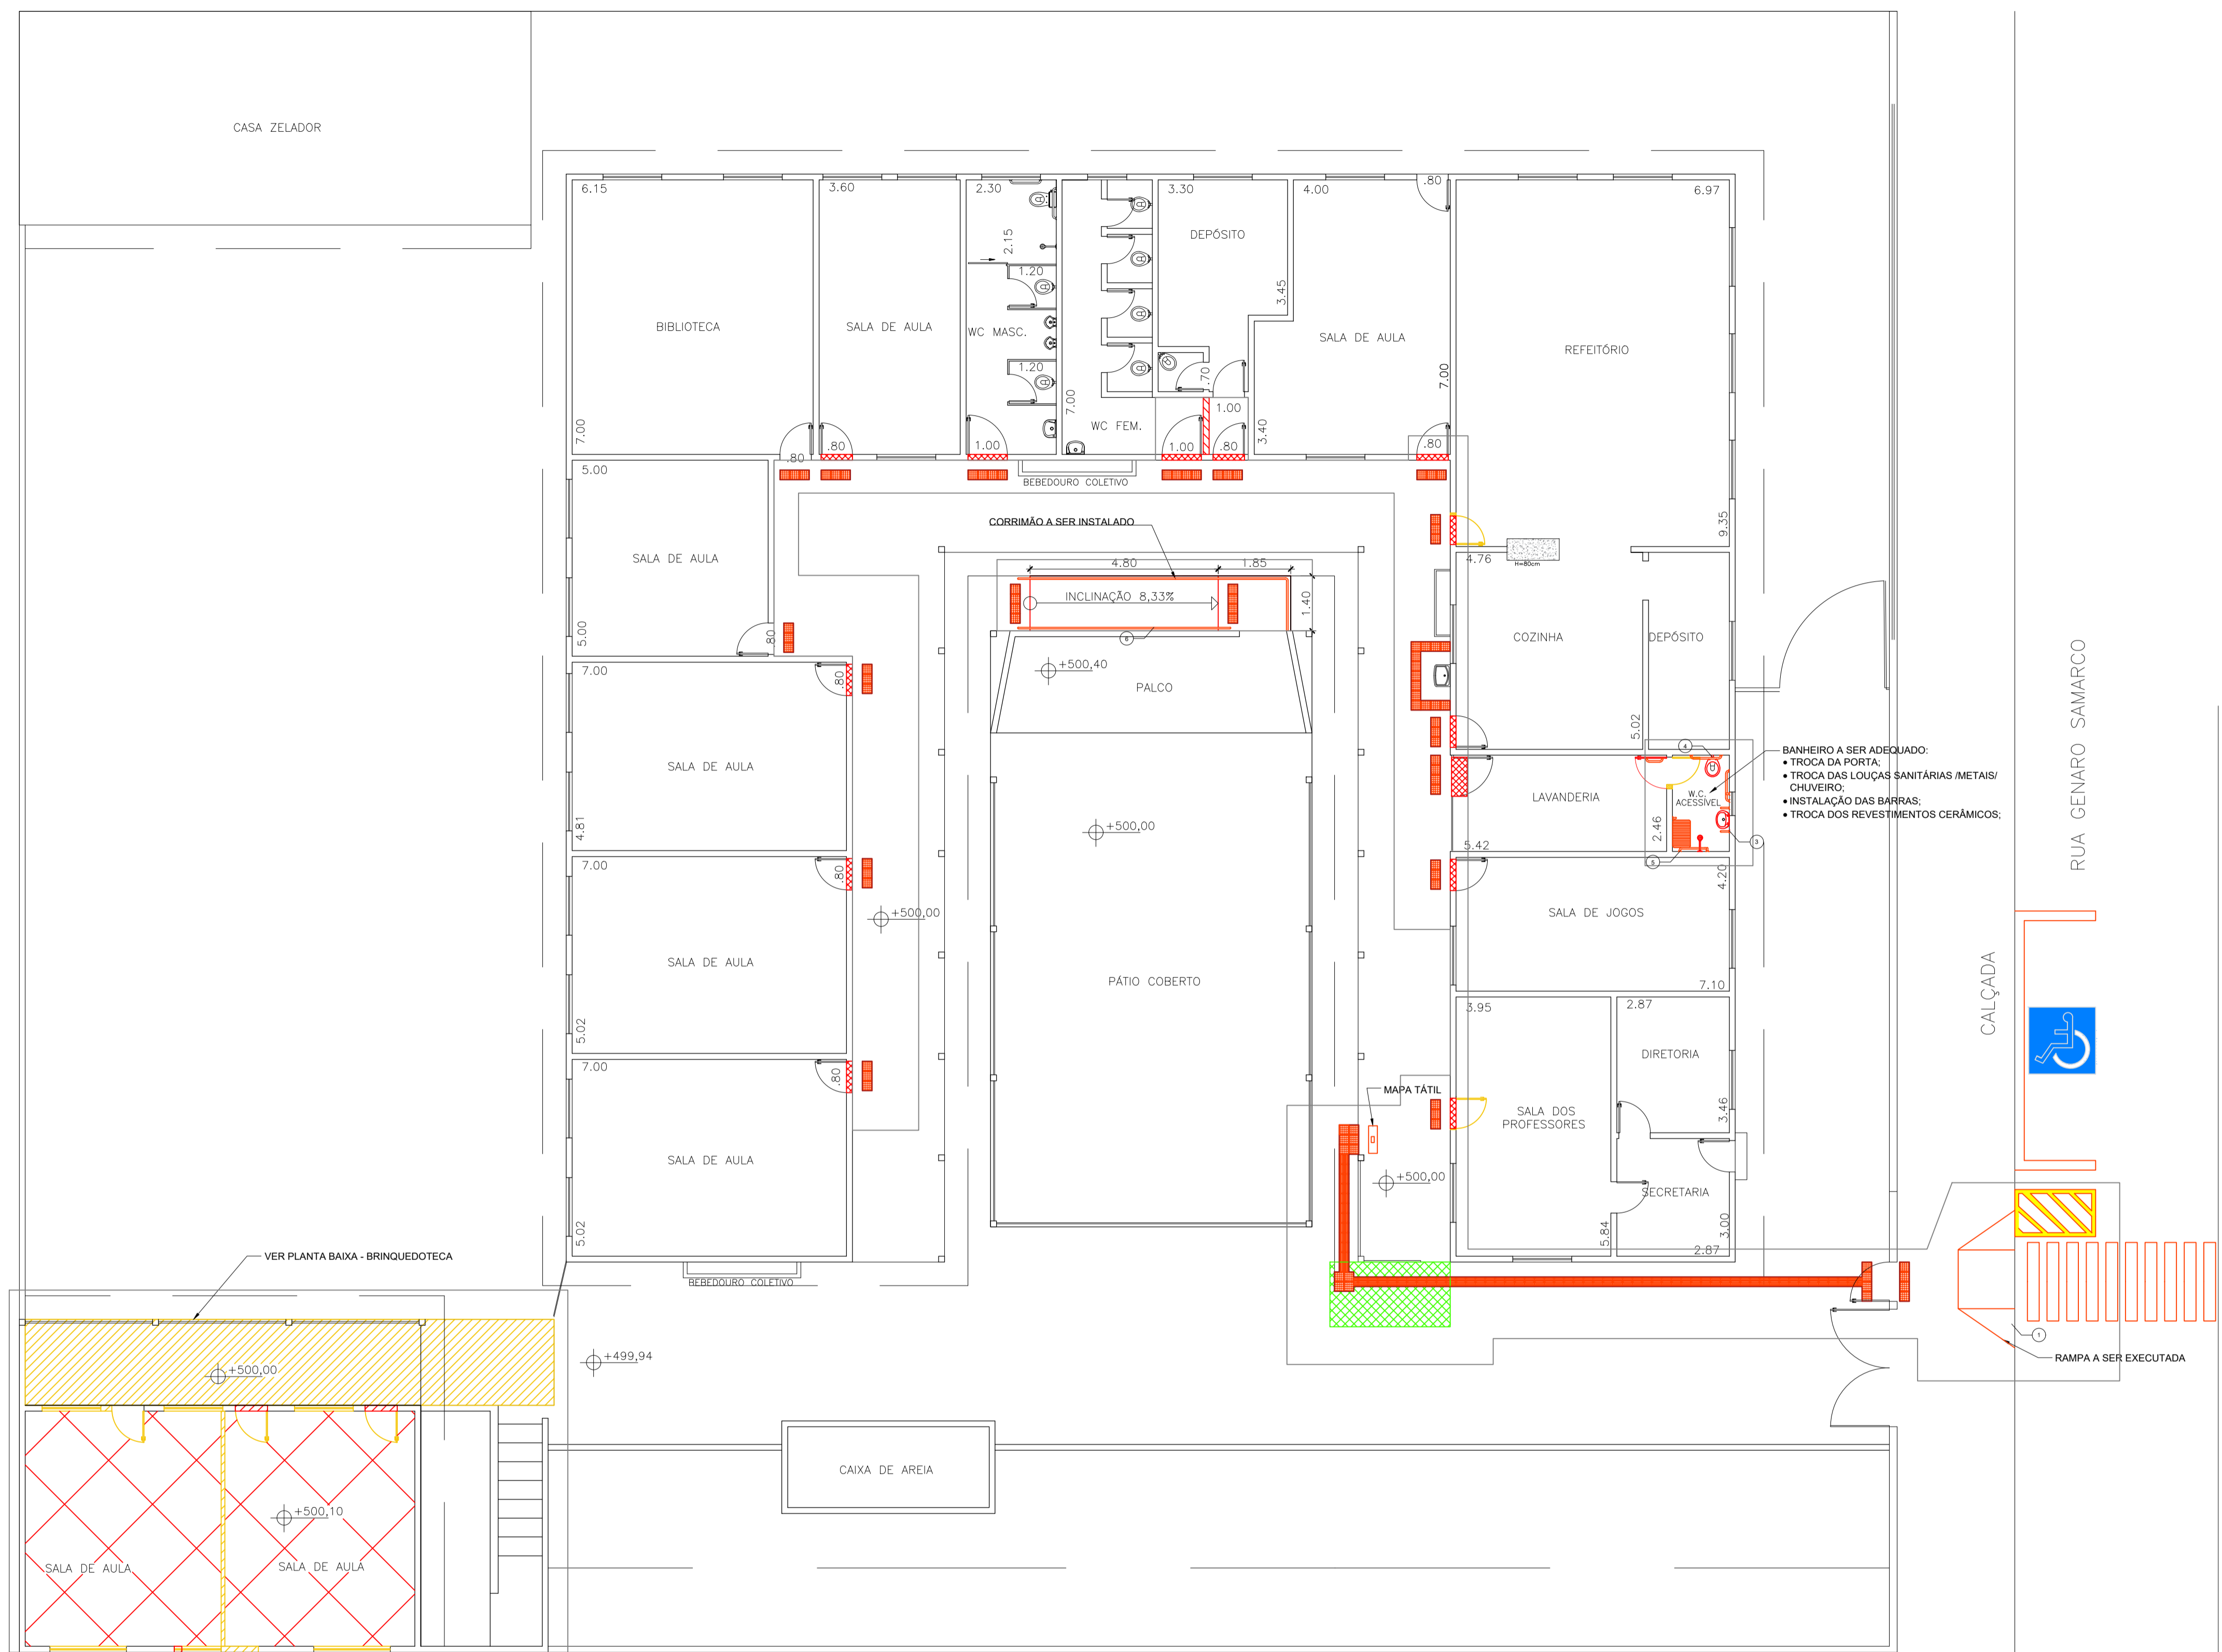 CASA ZELADOR
6.15
3.60
2.30
3.30
4.00
.80
6.97
2.15
DEPÓSITO
1.20
3.45
BIBLIOTECA
SALA DE AULA
WC MASC.
SALA DE AULA
REFEITÓRIO
1.20
.70
7.00
7.00
7.00
WC FEM.
1.00
3.40
.80
.80
1.00
1.00
.80
.80
5.00
BEBEDOURO COLETIVO
CORRIMÃO A SER INSTALADO
9.35
SALA DE AULA
4.80
1.85
4.76
H=80cm
INCLINAÇÃO 8,33%
1.40
5.00
.80
6
COZINHA
DEPÓSITO
7.00
.80
+500,40
PALCO
RUA GENARO SAMARCO
5.02
SALA DE AULA
4
BANHEIRO A SER ADEQUADO:
• TROCA DA PORTA;
• TROCA DAS LOUÇAS SANITÁRIAS /METAIS/
CHUVEIRO;
• INSTALAÇÃO DAS BARRAS;
• TROCA DOS REVESTIMENTOS CERÂMICOS;
LAVANDERIA
W.C.
ACESSÍVEL
4.81
+500,00
2.46
3
5.42
5
7.00
.80
4.20
+500,00
SALA DE JOGOS
SALA DE AULA
PÁTIO COBERTO
7.10
CALÇADA
5.02
3.95
2.87
7.00
.80
DIRETORIA
MAPA TÁTIL
SALA DOS
PROFESSORES
3.46
SALA DE AULA
+500,00
SECRETARIA
5.02
5.84
3.00
2.87
VER PLANTA BAIXA - BRINQUEDOTECA
BEBEDOURO COLETIVO
1
+499,94
RAMPA A SER EXECUTADA
+500,00
CAIXA DE AREIA
+500,10
SALA DE AULA
SALA DE AULA